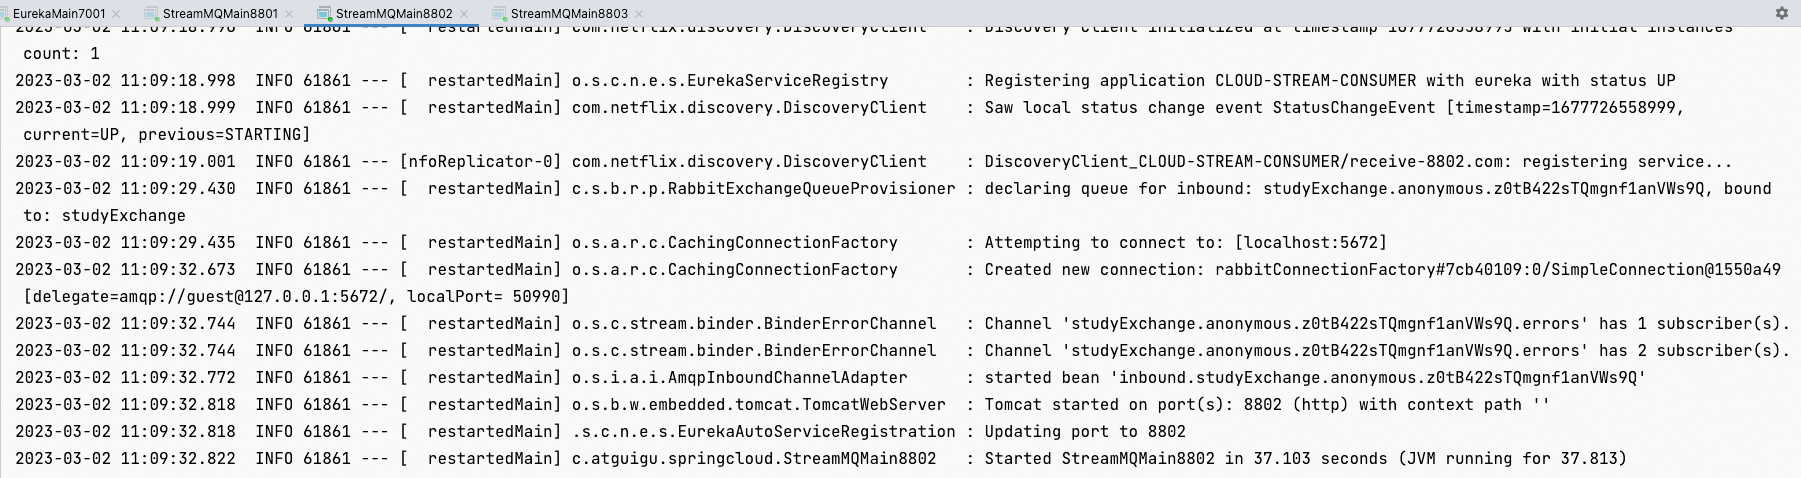 EurekaMain7001 StreamMQMain8801 StreamMQMain8802 StreamMQMain8803
2023-03-02 11:09:18.998  INFO 61861 --- [  restartedMain] com.netflix.discovery.DiscoveryClient    : Discovery Client initialized at timestamp 1677726558995 with initial instances
count: 1
2023-03-02 11:09:18.998  INFO 61861 --- [  restartedMain] o.s.c.n.e.s.EurekaServiceRegistry        : Registering application CLOUD-STREAM-CONSUMER with eureka with status UP
2023-03-02 11:09:18.999  INFO 61861 --- [  restartedMain] com.netflix.discovery.DiscoveryClient    : Saw local status change event StatusChangeEvent [timestamp=1677726558999,
current=UP, previous=STARTING]
2023-03-02 11:09:19.001  INFO 61861 --- [nfoReplicator-0] com.netflix.discovery.DiscoveryClient    : DiscoveryClient_CLOUD-STREAM-CONSUMER/receive-8802.com: registering service...
2023-03-02 11:09:29.430  INFO 61861 --- [  restartedMain] c.s.b.r.p.RabbitExchangeQueueProvisioner : declaring queue for inbound: studyExchange.anonymous.z0tB422sTQmgnf1anVWs9Q, bound
to: studyExchange
2023-03-02 11:09:29.435  INFO 61861 --- [  restartedMain] o.s.a.r.c.CachingConnectionFactory       : Attempting to connect to: [localhost:5672]
2023-03-02 11:09:32.673  INFO 61861 --- [  restartedMain] o.s.a.r.c.CachingConnectionFactory       : Created new connection: rabbitConnectionFactory#7cb40109:0/SimpleConnection@1550a49
[delegate=amqp://guest@127.0.0.1:5672/, localPort= 50990]
2023-03-02 11:09:32.744  INFO 61861 --- [  restartedMain] o.s.c.stream.binder.BinderErrorChannel   : Channel 'studyExchange.anonymous.z0tB422sTQmgnf1anVWs9Q.errors' has 1 subscriber(s).
2023-03-02 11:09:32.744  INFO 61861 --- [  restartedMain] o.s.c.stream.binder.BinderErrorChannel   : Channel 'studyExchange.anonymous.z0tB422sTQmgnf1anVWs9Q.errors' has 2 subscriber(s).
2023-03-02 11:09:32.772  INFO 61861 --- [  restartedMain] o.s.i.a.i.AmqpInboundChannelAdapter      : started bean 'inbound.studyExchange.anonymous.z0tB422sTQmgnf1anVWs9Q'
2023-03-02 11:09:32.818  INFO 61861 --- [  restartedMain] o.s.b.w.embedded.tomcat.TomcatWebServer  : Tomcat started on port(s): 8802 (http) with context path ''
2023-03-02 11:09:32.818  INFO 61861 --- [  restartedMain] .s.c.n.e.s.EurekaAutoServiceRegistration : Updating port to 8802
2023-03-02 11:09:32.822  INFO 61861 --- [  restartedMain] c.atguigu.springcloud.StreamMQMain8802   : Started StreamMQMain8802 in 37.103 seconds (JVM running for 37.813)